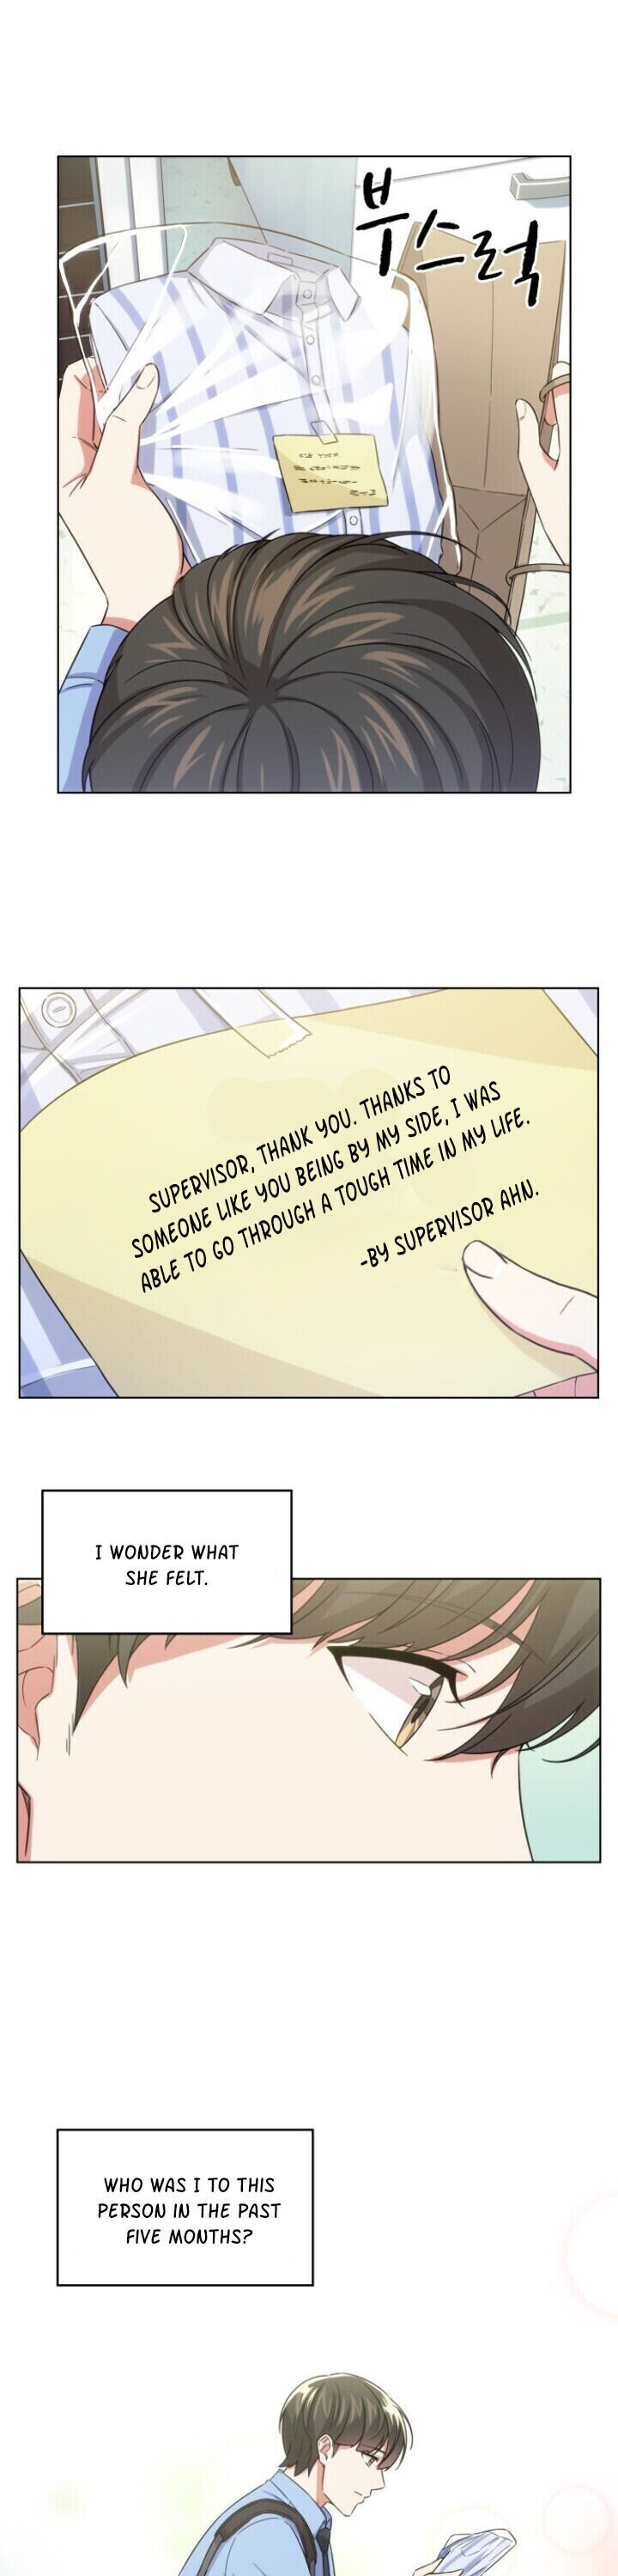 부스럭
SUPERVISOR, THANK YOU. THANKS TO
SOMEONE LIKE YOU BEING BY MY SIDE, I WAS
ABLE TO GO THROUGH A TOUGH TIME IN MY LIFE.
-BY SUPERVISOR AHN.
I WONDER WHAT
SHE FELT.
WHO WAS I TO THIS
PERSON IN THE PAST
FIVE MONTHS?